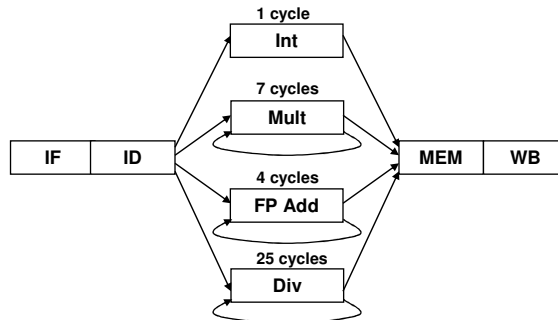 1 cycle
Int
7 cycles
Mult
IF ID MEM WB
4 cycles
FP Add
25 cycles
Div